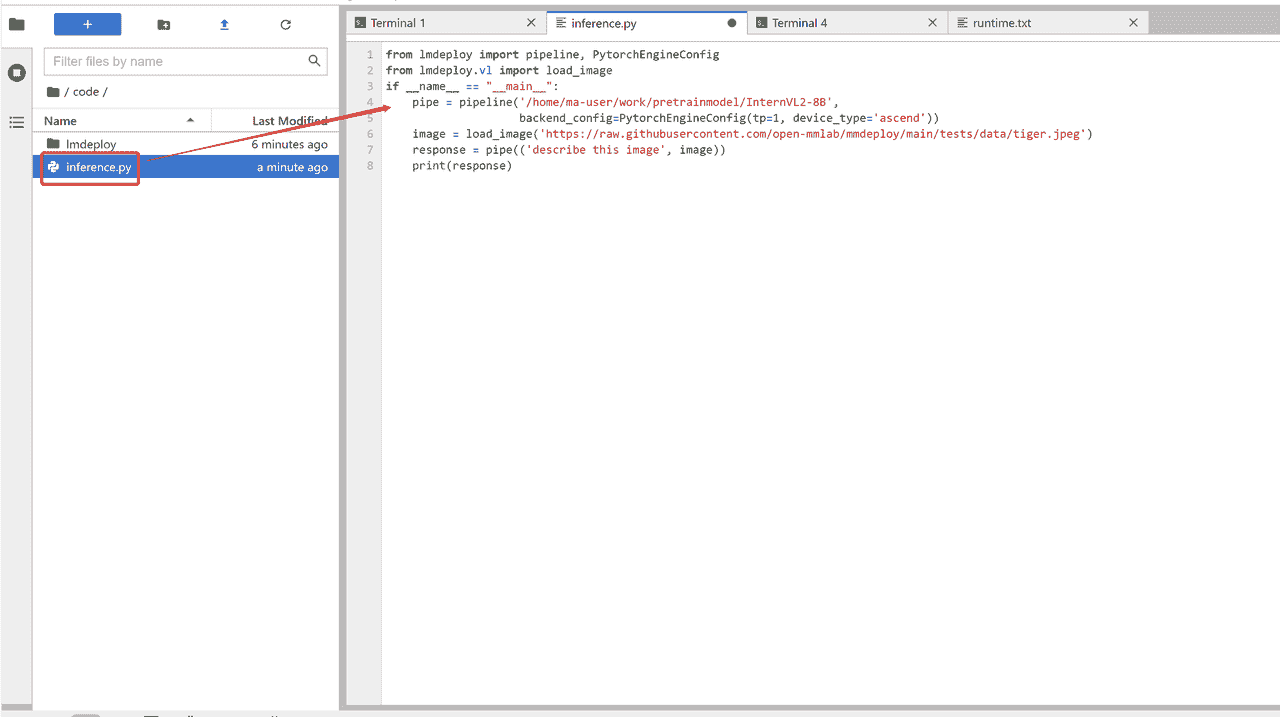 +
Terminal 1
inference.py
Terminal 4
runtime.txt
Filter files by name
/ code /
Name
Last Modified
lmdeploy
6 minutes ago
inference.py
a minute ago
1 from lmdeploy import pipeline, PytorchEngineConfig
2 from lmdeploy.vl import load_image
3 if __name__ == "__main__":
4 pipe = pipeline('/home/ma-user/work/pretrainmodel/InternVL2-8B',
5 backend_config=PytorchEngineConfig(tp=1, device_type='ascend'))
6 image = load_image('https://raw.githubusercontent.com/open-mmlab/mmdeploy/main/tests/data/tiger.jpeg')
7 response = pipe(('describe this image', image))
8 print(response)